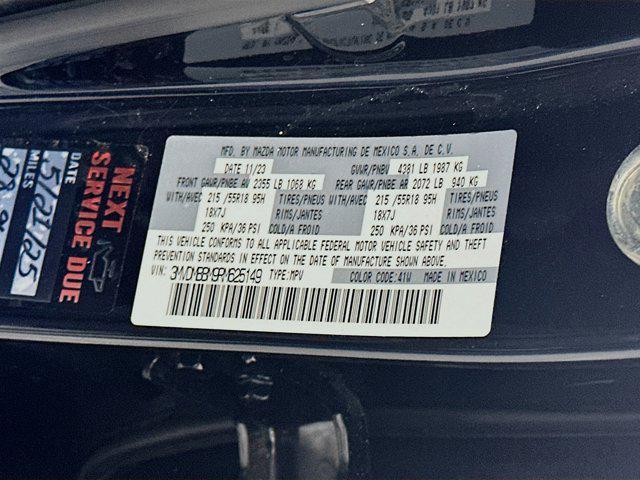 MFG. BY MAZDA MOTOR MANUFACTURING DE MEXICO S.A. DE C.V.
DATE 11/23 GVWR/PNBV 4381 LB 1987 KG
FRONT GAWR/PNBE AV 2355 LB 1068 KG REAR GAWR/PNBE AR 2072 LB 940 KG
WITH/AVEC 215 /55R18 95H TIRES/PNEUS WITH/AVEC 215 /55R18 95H TIRES/PNEUS
18X7J RIMS/JANTES 18X7J RIMS/JANTES
250 KPA/36 PSI COLD/A FROID 250 KPA/36 PSI COLD/A FROID
THIS VEHICLE CONFORMS TO ALL APPLICABLE FEDERAL MOTOR VEHICLE SAFETY AND THEFT
PREVENTION STANDARDS IN EFFECT ON THE DATE OF MANUFACTURE SHOWN ABOVE.
VIN: TYPE:MPV COLOR CODE:41W MADE IN MEXICO
NEXT
SERVICE DUE
DATE
5/21/25
MILES